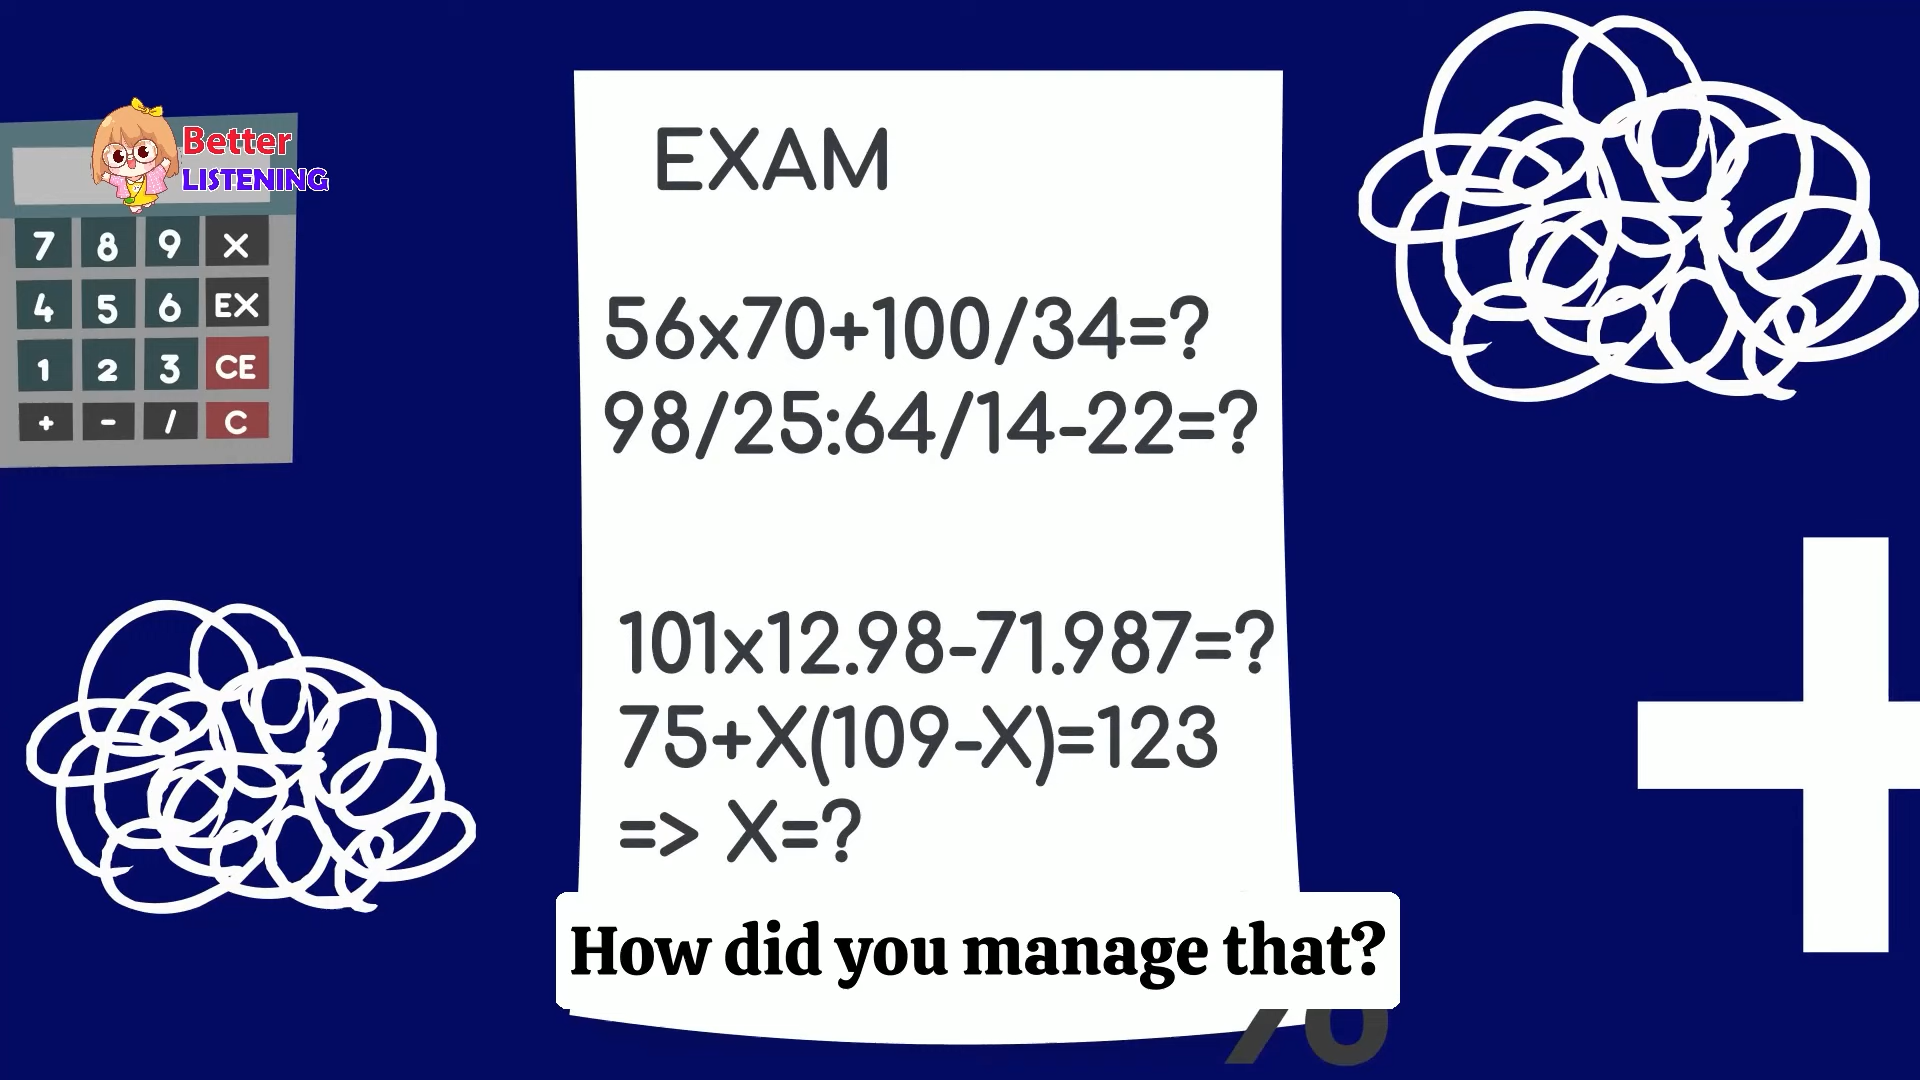 Better
LISTENING
7 8 9 X
4 5 6 EX
1 2 3 CE
+ - / C
EXAM
56x70+100/34=?
98/25:64/14-22=?
101x12.98-71.987=?
75+X(109-X)=123
=> X=?
How did you manage that?